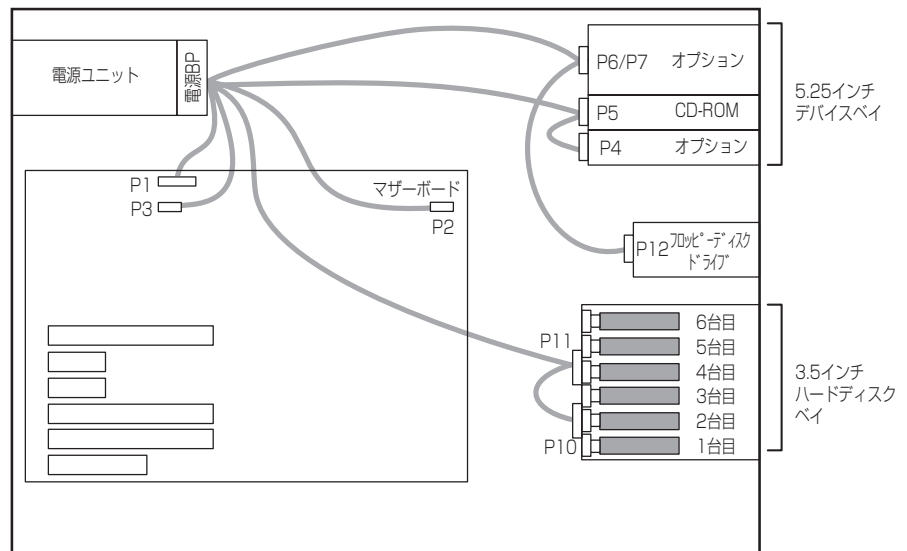 電源ユニット
電源BP
P6/P7 オプション
P5 CD-ROM
P4 オプション
5.25インチ
デバイスベイ
P1
P3
マザーボード
P2
P12
フロッピーディスク
ドライブ
P11
P10
6台目
5台目
4台目
3台目
2台目
1台目
3.5インチ
ハードディスク
ベイ